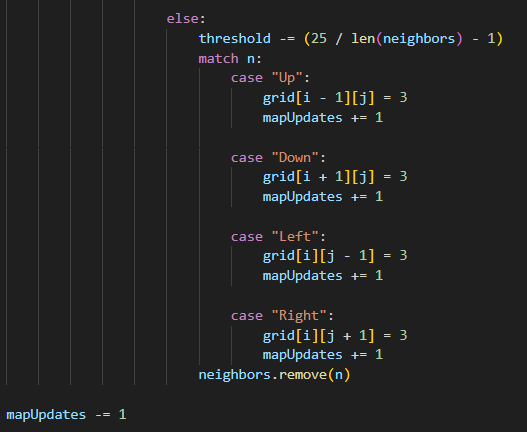 else:
threshold -= (25 / len(neighbors) - 1)
match n:
case "Up":
grid[i - 1][j] = 3
mapUpdates += 1
case "Down":
grid[i + 1][j] = 3
mapUpdates += 1
case "Left":
grid[i][j - 1] = 3
mapUpdates += 1
case "Right":
grid[i][j + 1] = 3
mapUpdates += 1
neighbors.remove(n)
mapUpdates -= 1